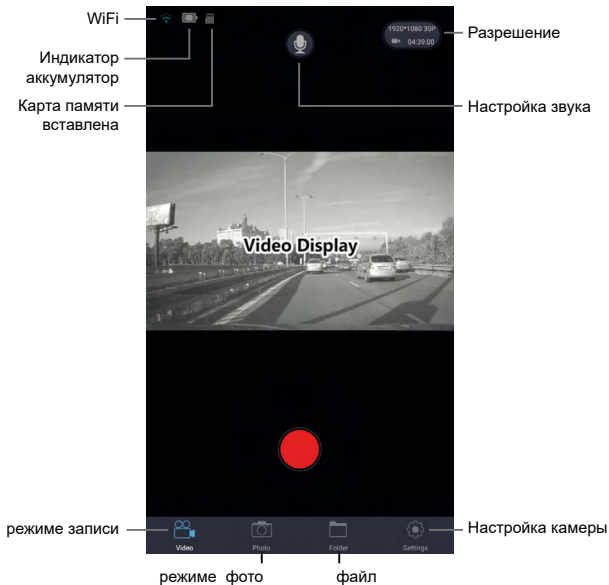 WiFi
Индикатор
аккумулятор
Карта памяти
вставлена
1920*1080 30P
04:39:00
Разрешение
Настройка звука
Video Display
режиме записи
Video
Photo
Folder
Settings
Настройка камеры
режиме фото
файл